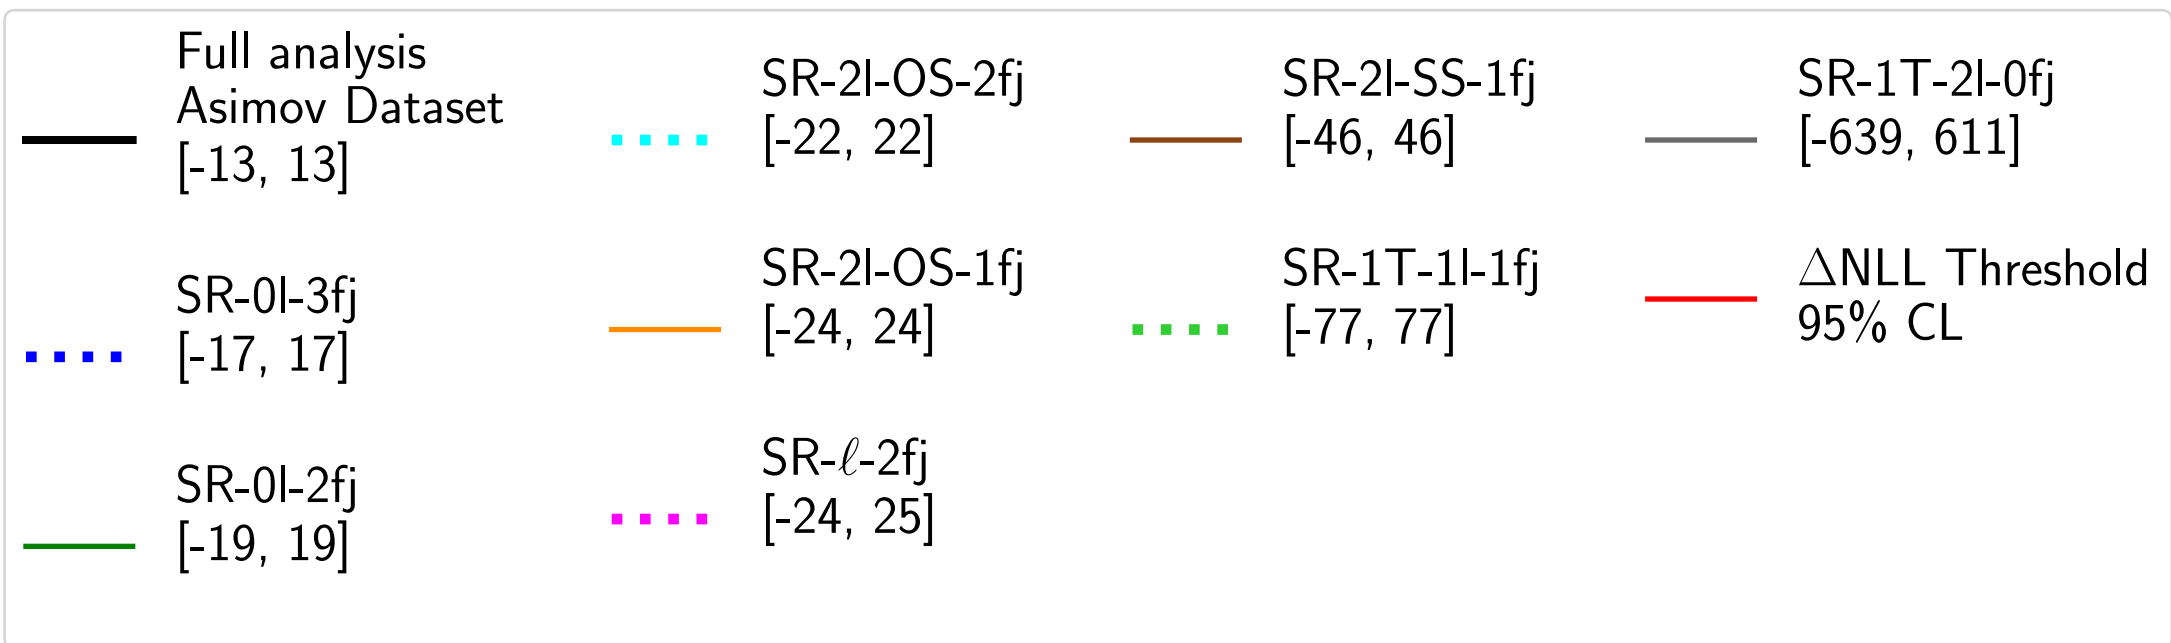 Full analysis
Asimov Dataset
[-13, 13]
SR-0l-3fj
[-17, 17]
SR-0l-2fj
[-19, 19]
SR-2l-OS-2fj
[-22, 22]
SR-2l-OS-1fj
[-24, 24]
SR-ℓ-2fj
[-24, 25]
SR-2l-SS-1fj
[-46, 46]
SR-1T-1l-1fj
[-77, 77]
SR-1T-2l-0fj
[-639, 611]
ΔNLL Threshold
95% CL